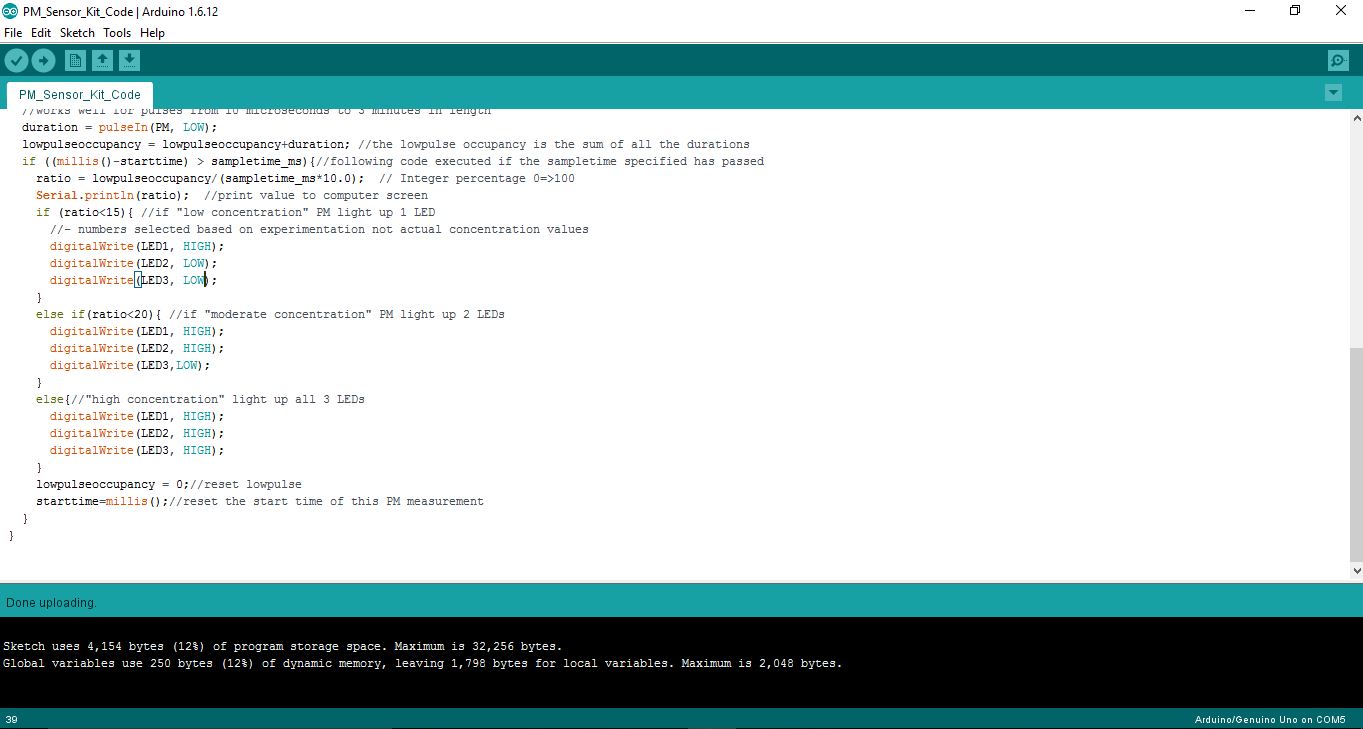 PM_Sensor_Kit_Code | Arduino 1.6.12
File Edit Sketch Tools Help
PM_Sensor_Kit_Code
//works well for pulses from 10 microseconds to 3 minutes in length
duration = pulseIn(PM, LOW);
lowpulseoccupancy = lowpulseoccupancy+duration; //the lowpulse occupancy is the sum of all the durations
if ((millis()-starttime) > sampletime_ms){//following code executed if the sampletime specified has passed
ratio = lowpulseoccupancy/(sampletime_ms*10.0);  // Integer percentage 0=>100
Serial.println(ratio);  //print value to computer screen
if (ratio<15){ //if "low concentration" PM light up 1 LED
//- numbers selected based on experimentation not actual concentration values
digitalWrite(LED1, HIGH);
digitalWrite(LED2, LOW);
digitalWrite(LED3, LOW);
}
else if(ratio<20){ //if "moderate concentration" PM light up 2 LEDs
digitalWrite(LED1, HIGH);
digitalWrite(LED2, HIGH);
digitalWrite(LED3,LOW);
}
else{//"high concentration" light up all 3 LEDs
digitalWrite(LED1, HIGH);
digitalWrite(LED2, HIGH);
digitalWrite(LED3, HIGH);
}
lowpulseoccupancy = 0;//reset lowpulse
starttime=millis();//reset the start time of this PM measurement
}
}
Done uploading.
Sketch uses 4,154 bytes (12%) of program storage space. Maximum is 32,256 bytes.
Global variables use 250 bytes (12%) of dynamic memory, leaving 1,798 bytes for local variables. Maximum is 2,048 bytes.
39
Arduino/Genuino Uno on COM5